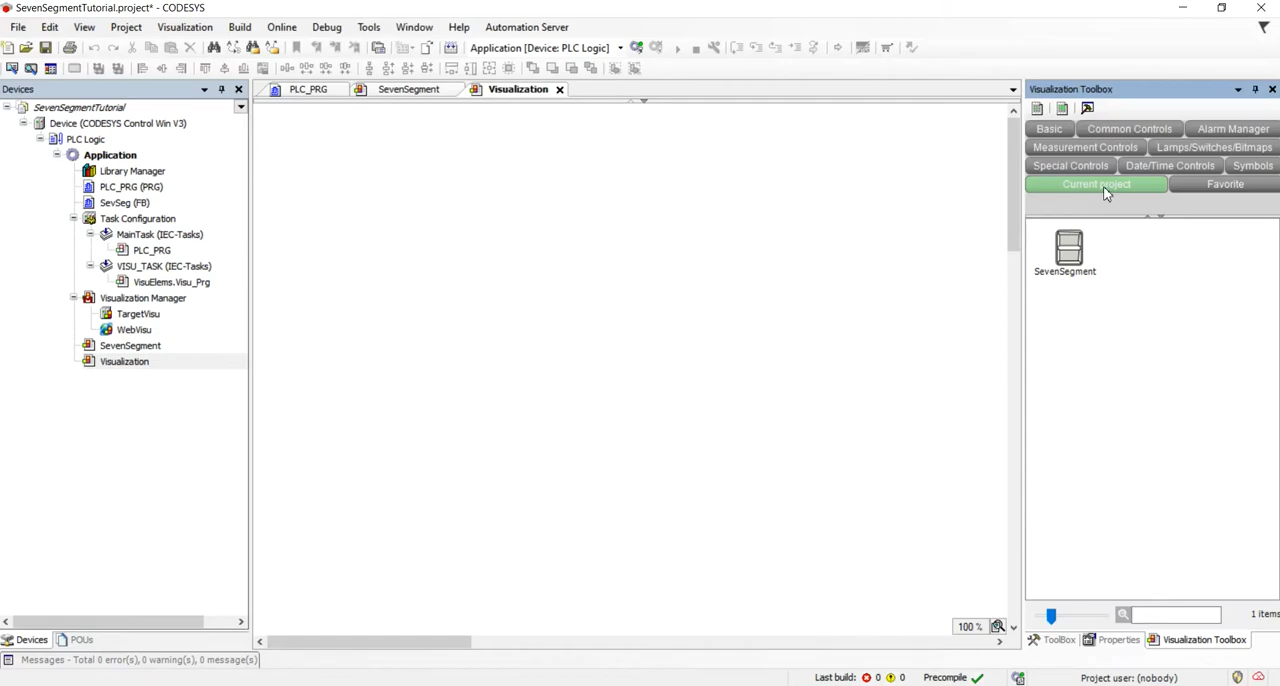 SevenSegmentTutorial.project* - CODESYS
File Edit View Project Visualization Build Online Debug Tools Window Help Automation Server
Application [Device: PLC Logic]
Devices
PLC_PRG SevenSegment Visualization
Visualization Toolbox
SevenSegmentTutorial
Device (CODESYS Control Win V3)
PLC Logic
Application
Library Manager
PLC_PRG (PRG)
SevSeg (FB)
Task Configuration
MainTask (IEC-Tasks)
PLC_PRG
VISU_TASK (IEC-Tasks)
VisuElems.Visu_Prg
Visualization Manager
TargetVisu
WebVisu
SevenSegment
Visualization
Basic Common Controls Alarm Manager
Measurement Controls Lamps/Switches/Bitmaps
Special Controls Date/Time Controls Symbols
Current project Favorite
SevenSegment
100 %
1 items
Devices POUs
ToolBox Properties Visualization Toolbox
Messages - Total 0 error(s), 0 warning(s), 0 message(s)
Last build: 0 0 Precompile Project user: (nobody)